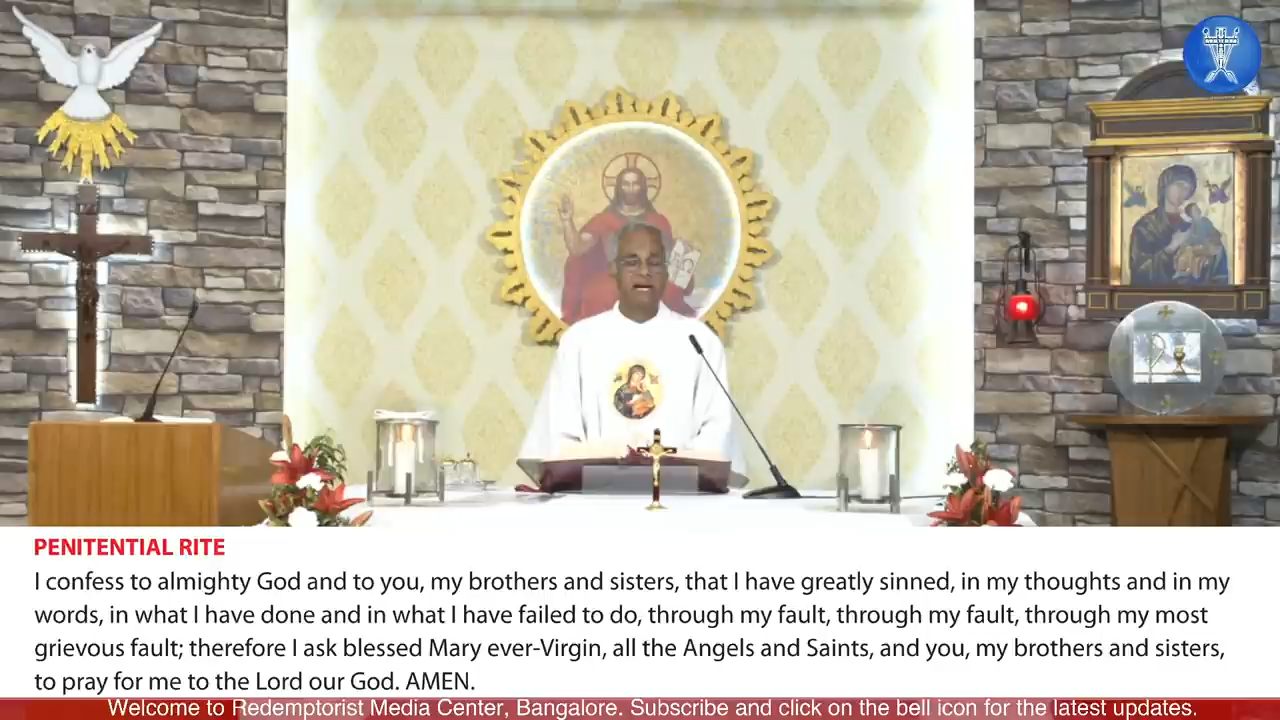 PENITENTIAL RITE
I confess to almighty God and to you, my brothers and sisters, that I have greatly sinned, in my thoughts and in my
words, in what I have done and in what I have failed to do, through my fault, through my fault, through my most
grievous fault; therefore I ask blessed Mary ever-Virgin, all the Angels and Saints, and you, my brothers and sisters,
to pray for me to the Lord our God. AMEN.
Welcome to Redemptorist Media Center, Bangalore. Subscribe and click on the bell icon for the latest updates.